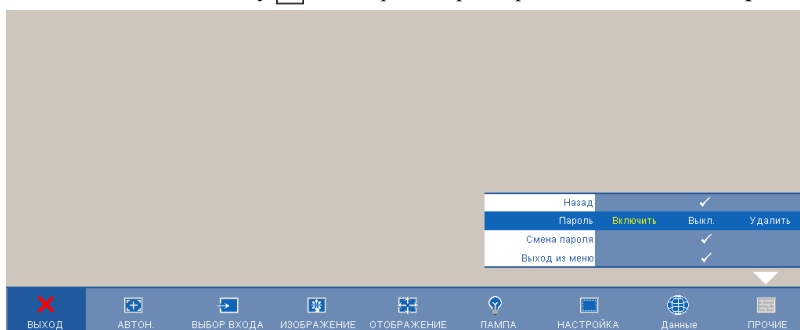 Назад
Пароль Включить Выкл. Удалить
Смена пароля
Выход из меню
ВЫХОД АВТОН. ВЫБОР ВХОДА ИЗОБРАЖЕНИЕ ОТОБРАЖЕНИЕ ЛАМПА НАСТРОЙКА Данные ПРОЧИЕ